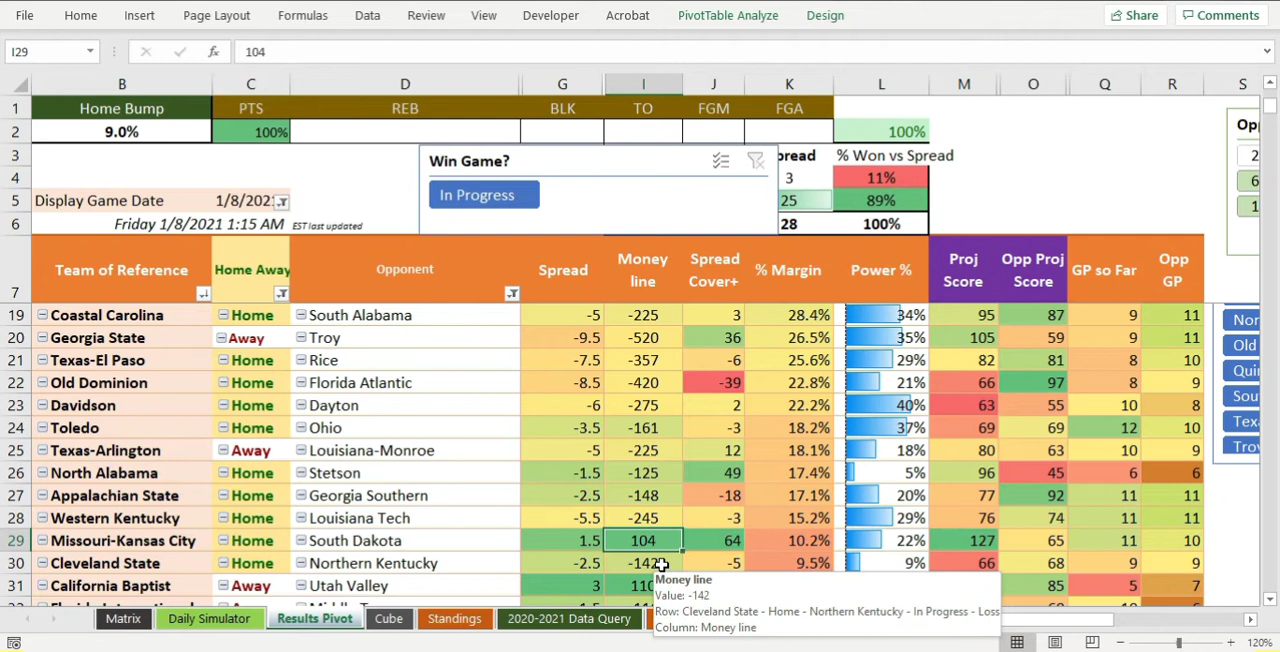 File Home Insert Page Layout Formulas Data Review View Developer Acrobat PivotTable Analyze Design Share Comments
I29 fx 104
B C D G I J K L M O Q R S
1 Home Bump PTS REB BLK TO FGM FGA
2 9.0% 100% 100%
3 Win Game? % Won vs Spread
4 In Progress 3 11%
5 Display Game Date 1/8/2021 25 89%
6 Friday 1/8/2021 1:15 AM EST last updated 28 100%
7 Team of Reference Home Away Opponent Spread Money line Spread Cover+ % Margin Power % Proj Score Opp Proj Score GP so Far Opp GP
19 Coastal Carolina Home South Alabama -5 -225 3 28.4% 34% 95 87 9 11
20 Georgia State Away Troy -9.5 -520 36 26.5% 35% 105 59 9 11
21 Texas-El Paso Home Rice -7.5 -357 -6 25.6% 29% 82 81 8 10
22 Old Dominion Home Florida Atlantic -8.5 -420 -39 22.8% 21% 66 97 8 9
23 Davidson Home Dayton -6 -275 2 22.2% 40% 63 55 10 8
24 Toledo Home Ohio -3.5 -161 -3 18.2% 37% 69 69 12 10
25 Texas-Arlington Away Louisiana-Monroe -5 -225 12 18.1% 18% 80 63 10 9
26 North Alabama Home Stetson -1.5 -125 49 17.4% 5% 96 45 6 6
27 Appalachian State Home Georgia Southern -2.5 -148 -18 17.1% 20% 77 92 11 11
28 Western Kentucky Home Louisiana Tech -5.5 -245 -3 15.2% 29% 76 74 11 11
29 Missouri-Kansas City Home South Dakota 1.5 104 64 10.2% 22% 127 65 11 10
30 Cleveland State Home Northern Kentucky -2.5 -142 -5 9.5% 9% 66 68 9 9
31 California Baptist Away Utah Valley 3 110 85 5 7
Money line
Value: -142
Row: Cleveland State - Home - Northern Kentucky - In Progress - Loss
Column: Money line
Matrix Daily Simulator Results Pivot Cube Standings 2020-2021 Data Query
120%